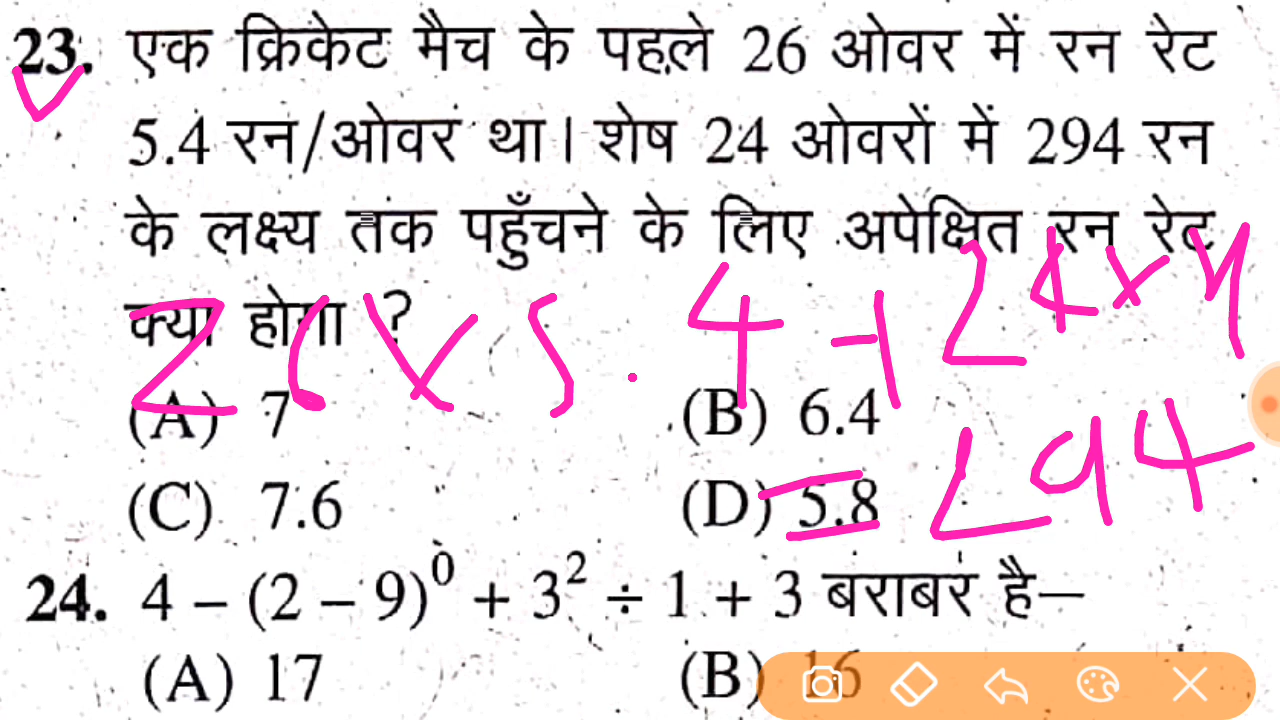 23. एक क्रिकेट मैच के पहले 26 ओवर में रन रेट
5.4 रन/ओवर था। शेष 24 ओवरों में 294 रन
के लक्ष्य तक पहुँचने के लिए अपेक्षित रन रेट
क्या होगा ?
26 × 5.4 + 24 × y
= 294
(A) 7 (B) 6.4
(C) 7.6 (D) 5.8
24. 4 – (2 – 9)⁰ + 3² ÷ 1 + 3 बराबर है—
(A) 17 (B) 16